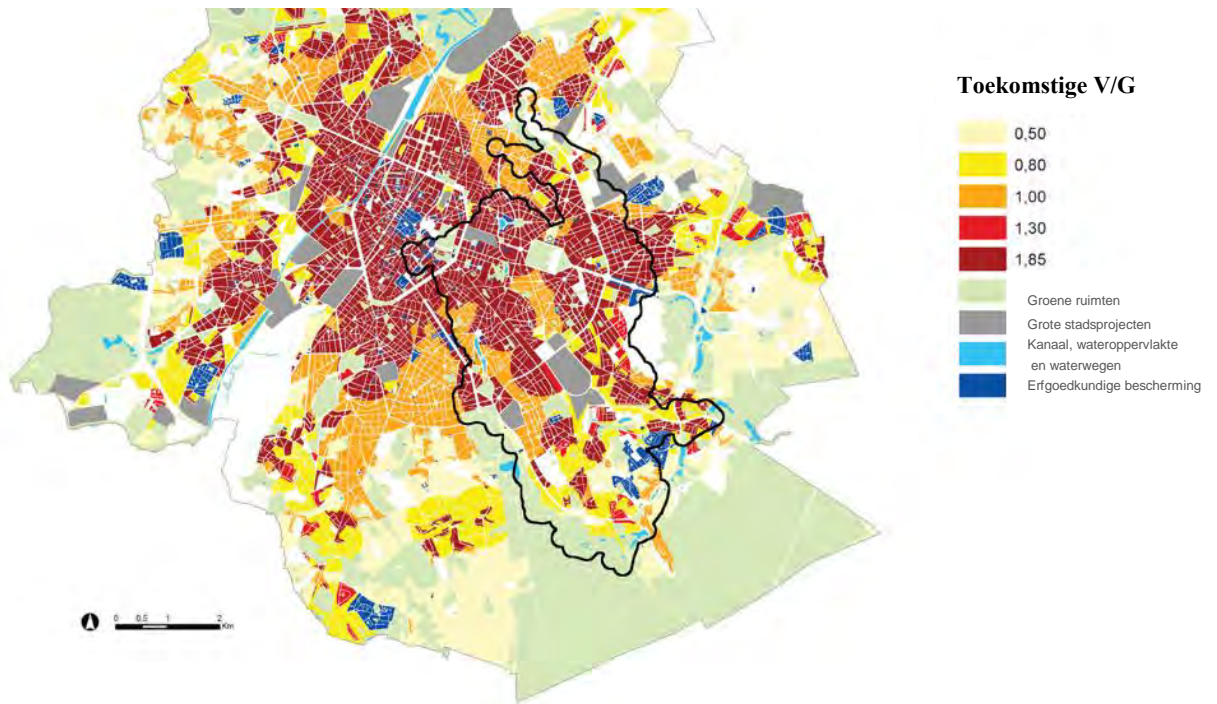 Toekomstige V/G
0,50
0,80
1,00
1,30
1,85
Groene ruimten
Grote stadsprojecten
Kanaal, wateroppervlakte
en waterwegen
Erfgoedkundige bescherming
0 0,5 1 2
Km